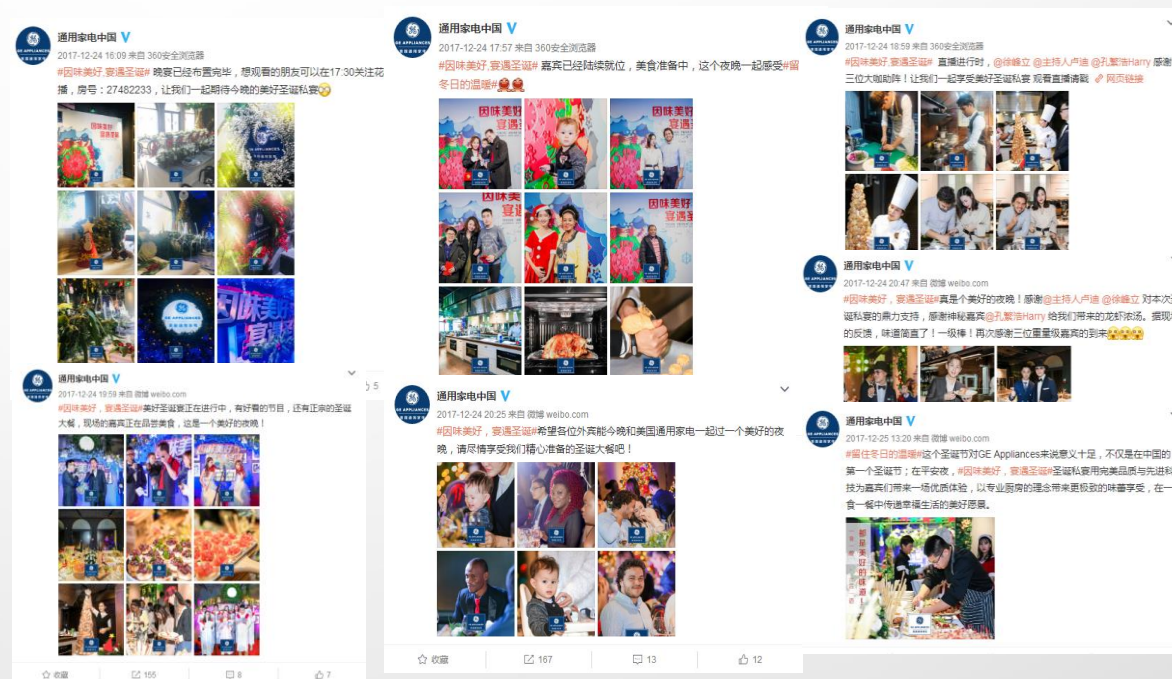 通用家电中国
2017-12-24 16:09 来自 360安全浏览器
#因味美好,宴遇圣诞# 晚宴已经布置完毕，想观看的朋友可以在17:30关注花
播，房号：27482233，让我们一起期待今晚的美好圣诞私宴
通用家电中国
2017-12-24 19:59 来自 微博 weibo.com
#因味美好，宴遇圣诞#美好圣诞宴正在进行中，有好看的节目，还有正宗的圣诞
大餐，现场的嘉宾正在品尝美食，这是一个美好的夜晚！
收藏 155 8 7
5
通用家电中国
2017-12-24 17:57 来自 360安全浏览器
#因味美好,宴遇圣诞# 嘉宾已经陆续就位，美食准备中，这个夜晚一起感受#留
冬日的温暖#
因味美
宴遇
通用家电中国
2017-12-24 20:25 来自 微博 weibo.com
#因味美好，宴遇圣诞#希望各位外宾能今晚和美国通用家电一起过一个美好的夜
晚，请尽情享受我们精心准备的圣诞大餐吧！
收藏 167 13 12
通用家电中国
2017-12-24 18:59 来自 360安全浏览器
#因味美好,宴遇圣诞# 直播进行时，@徐峰立 @主持人卢迪 @孔繁浩Harry 感谢
三位大咖助阵！让我们一起享受美好圣诞私宴 观看直播请戳 网页链接
通用家电中国
2017-12-24 20:47 来自 微博 weibo.com
#因味美好，宴遇圣诞#真是个美好的夜晚！感谢@主持人卢迪 @徐峰立 对本次
诞私宴的鼎力支持，感谢神秘嘉宾@孔繁浩Harry 给我们带来的龙虾浓汤。据现
的反馈，味道简直了！一级棒！再次感谢三位重量级嘉宾的到来
通用家电中国
2017-12-25 13:20 来自 微博 weibo.com
#留住冬日的温暖#这个圣诞节对GE Appliances来说意义十足，不仅是在中国的
第一个圣诞节；在平安夜，#因味美好，宴遇圣诞#圣诞私宴用完美品质与先进科
技为嘉宾们带来一场优质体验，以专业厨房的理念带来更极致的味蕾享受，在一
食一餐中传递幸福生活的美好愿景。
都是美好的味道